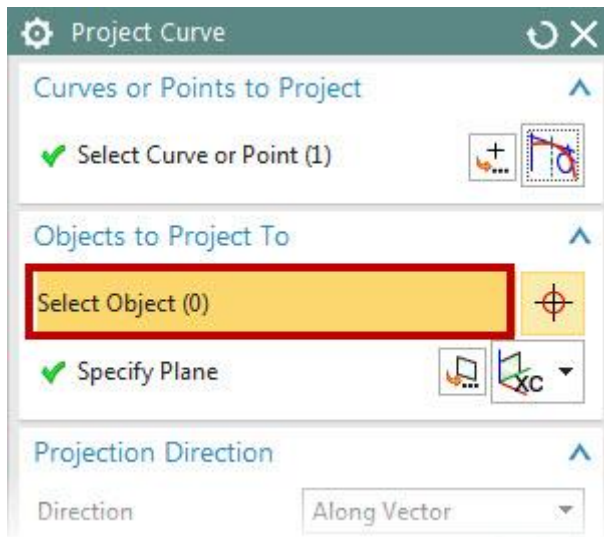 Project Curve
Curves or Points to Project
Select Curve or Point (1)
Objects to Project To
Select Object (0)
Specify Plane
XC
Projection Direction
Direction Along Vector